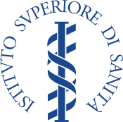 ISTITVTO SVPERIORE DI SANITÀ